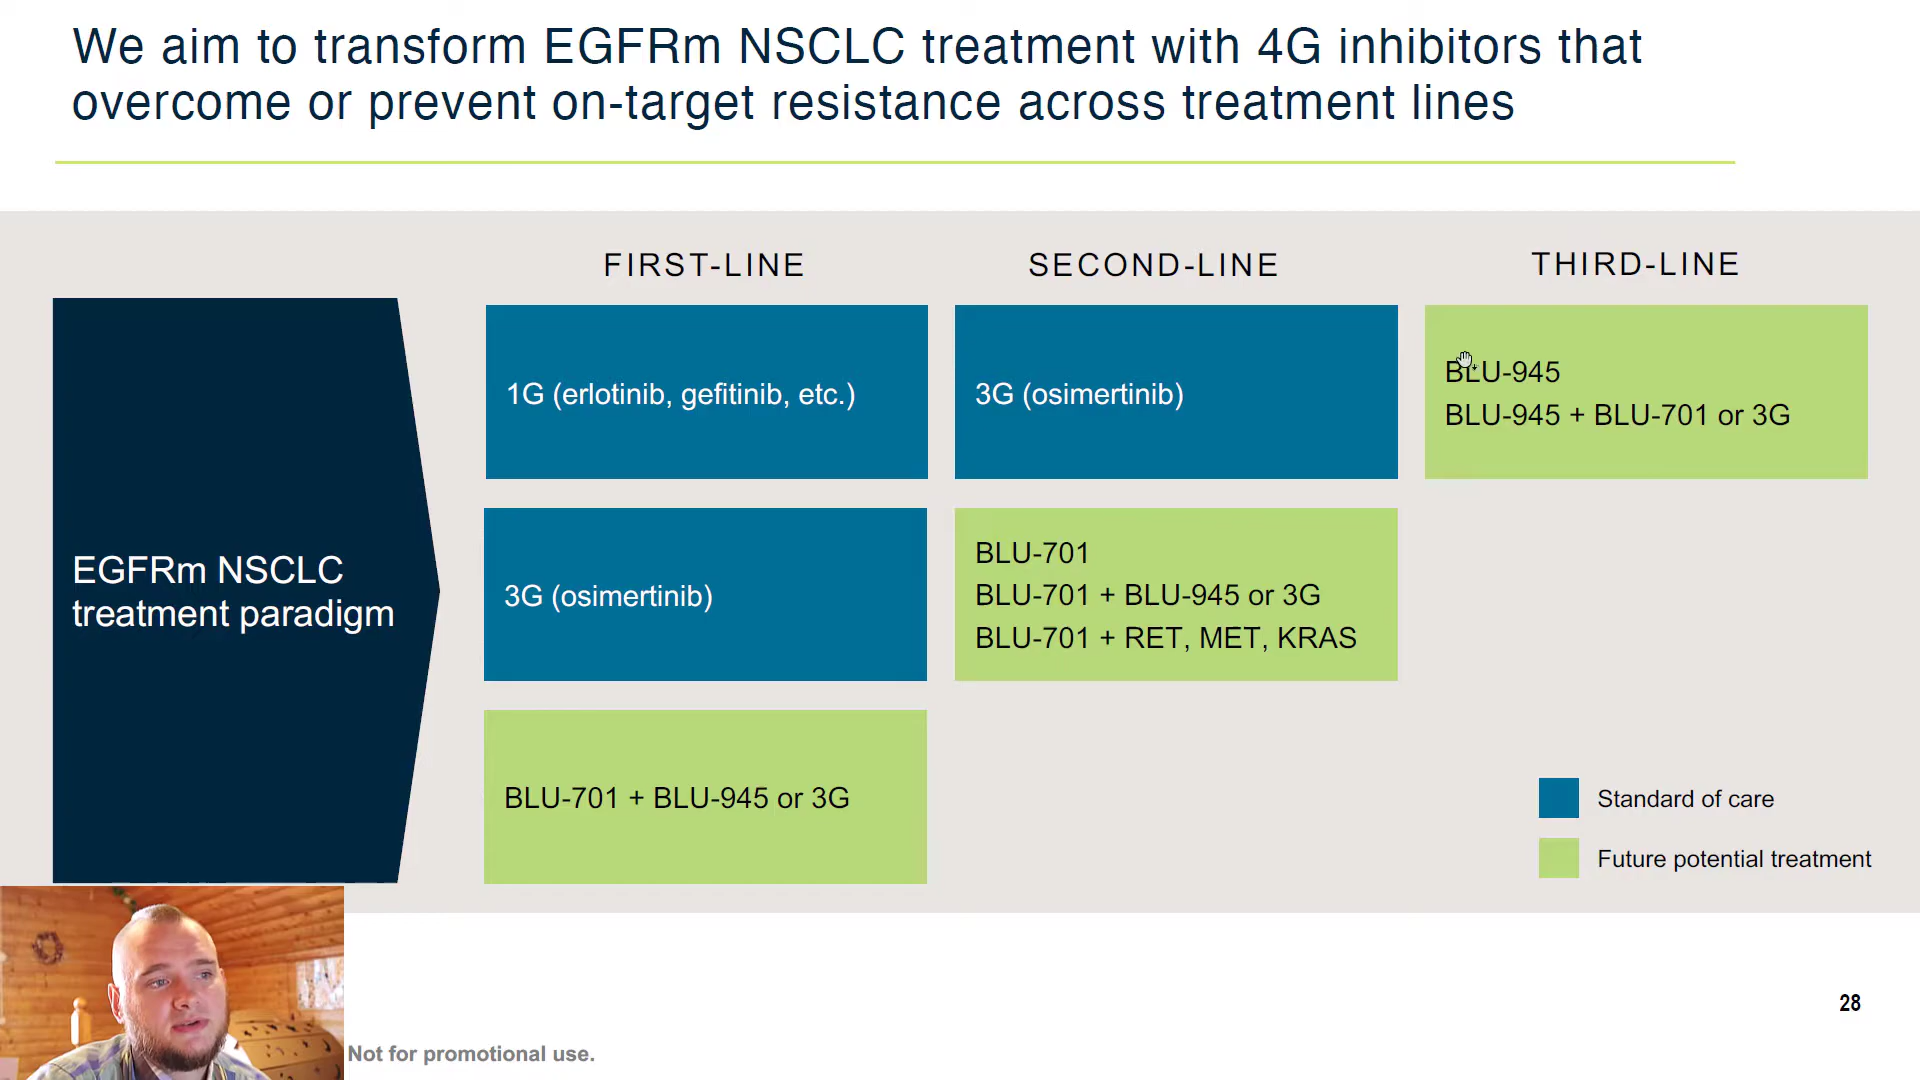 We aim to transform EGFRm NSCLC treatment with 4G inhibitors that
overcome or prevent on-target resistance across treatment lines
FIRST-LINE
SECOND-LINE
THIRD-LINE
EGFRm NSCLC
treatment paradigm
1G (erlotinib, gefitinib, etc.)
3G (osimertinib)
BLU-945
BLU-945 + BLU-701 or 3G
3G (osimertinib)
BLU-701
BLU-701 + BLU-945 or 3G
BLU-701 + RET, MET, KRAS
BLU-701 + BLU-945 or 3G
Standard of care
Future potential treatment
28
Not for promotional use.